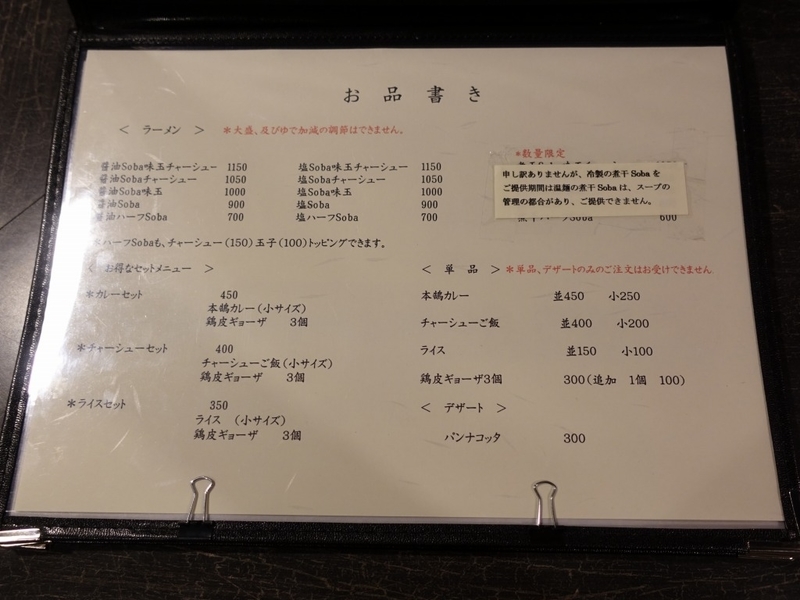 お品書き
＜ ラーメン ＞ ＊大盛、及びゆで加減の調節はできません。
醤油Soba味玉チャーシュー 1150 塩Soba味玉チャーシュー 1150
醤油Sobaチャーシュー 1050 塩Sobaチャーシュー 1050
醤油Soba味玉 1000 塩Soba味玉 1000
醤油Soba 900 塩Soba 900
醤油ハーフSoba 700 塩ハーフSoba 700
＊数量限定
申し訳ありませんが、冷製の煮干Sobaを
ご提供期間は温麺の煮干Sobaは、スープの
管理の都合があり、ご提供できません。
煮干ハーフSoba 600
＊ハーフSobaも、チャーシュー(150)玉子(100)トッピングできます。
＜ お得なセットメニュー ＞
＊カレーセット 450
本鵠カレー(小サイズ)
鶏皮ギョーザ 3個
＊チャーシューセット 400
チャーシューご飯(小サイズ)
鶏皮ギョーザ 3個
＊ライスセット 350
ライス (小サイズ)
鶏皮ギョーザ 3個
＜ 単品 ＞ ＊単品、デザートのみのご注文はお受けできません。
本鵠カレー 並450 小250
チャーシューご飯 並400 小200
ライス 並150 小100
鶏皮ギョーザ3個 300(追加 1個 100)
＜ デザート ＞
パンナコッタ 300